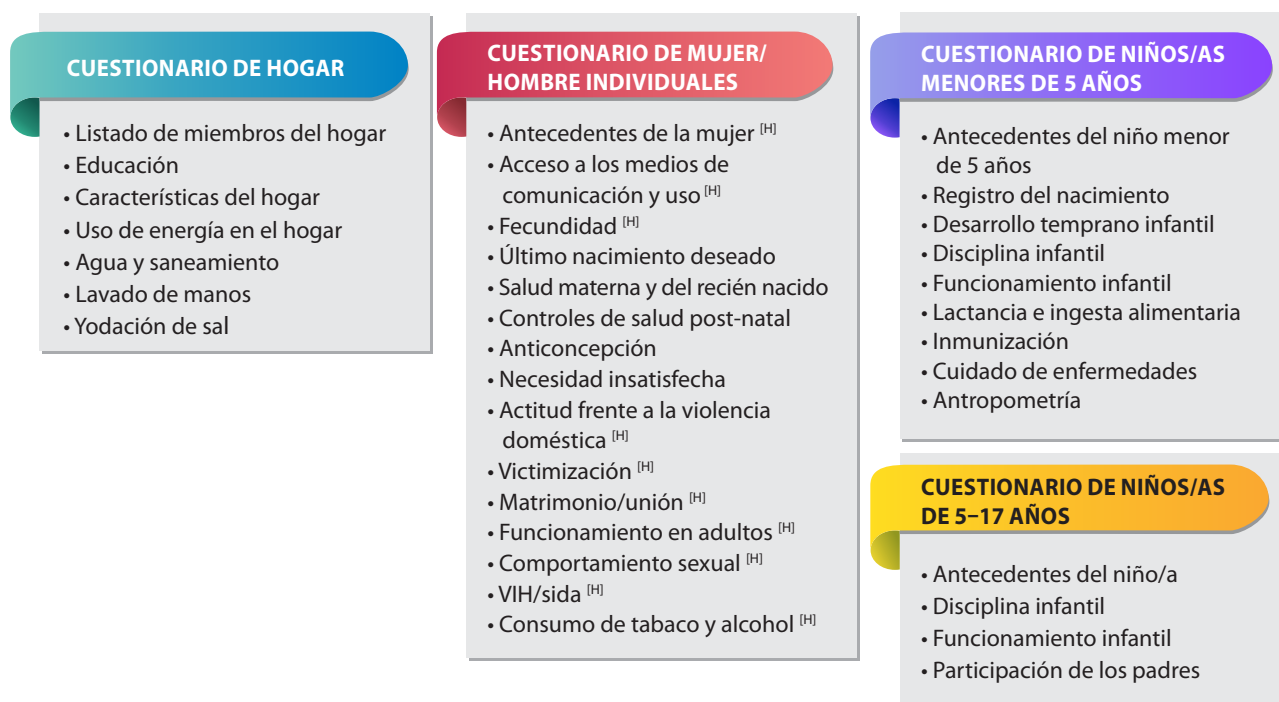 CUESTIONARIO DE HOGAR
• Listado de miembros del hogar
• Educación
• Características del hogar
• Uso de energía en el hogar
• Agua y saneamiento
• Lavado de manos
• Yodación de sal
CUESTIONARIO DE MUJER/
HOMBRE INDIVIDUALES
• Antecedentes de la mujer [H]
• Acceso a los medios de
comunicación y uso [H]
• Fecundidad [H]
• Último nacimiento deseado
• Salud materna y del recién nacido
• Controles de salud post-natal
• Anticoncepción
• Necesidad insatisfecha
• Actitud frente a la violencia
doméstica [H]
• Victimización [H]
• Matrimonio/unión [H]
• Funcionamiento en adultos [H]
• Comportamiento sexual [H]
• VIH/sida [H]
• Consumo de tabaco y alcohol [H]
CUESTIONARIO DE NIÑOS/AS
MENORES DE 5 AÑOS
• Antecedentes del niño menor
de 5 años
• Registro del nacimiento
• Desarrollo temprano infantil
• Disciplina infantil
• Funcionamiento infantil
• Lactancia e ingesta alimentaria
• Inmunización
• Cuidado de enfermedades
• Antropometría
CUESTIONARIO DE NIÑOS/AS
DE 5–17 AÑOS
• Antecedentes del niño/a
• Disciplina infantil
• Funcionamiento infantil
• Participación de los padres